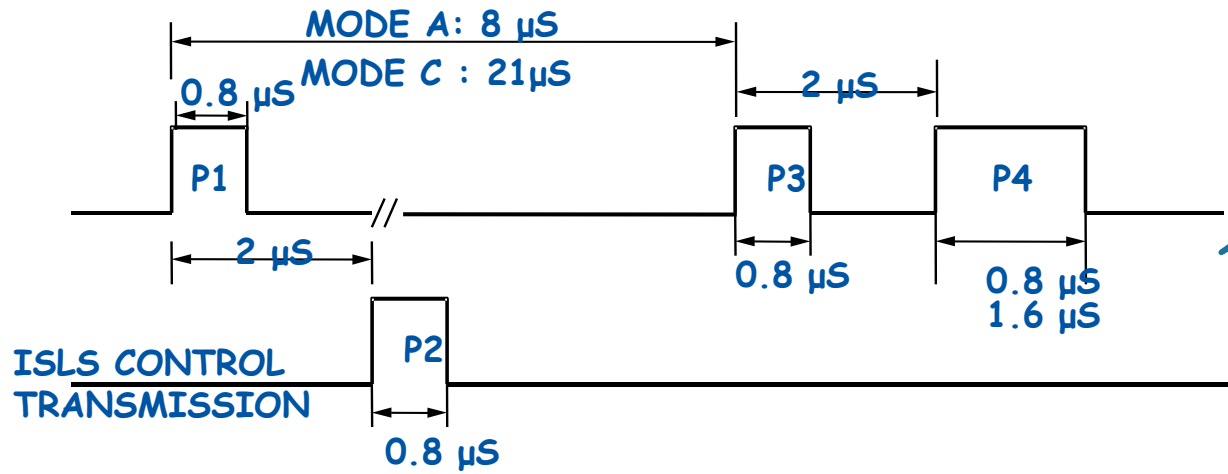 MODE A: 8 µS
MODE C : 21µS
0.8 µS
2 µS
P1
P3
P4
2 µS
0.8 µS
0.8 µS
1.6 µS
P2
ISLS CONTROL
TRANSMISSION
0.8 µS